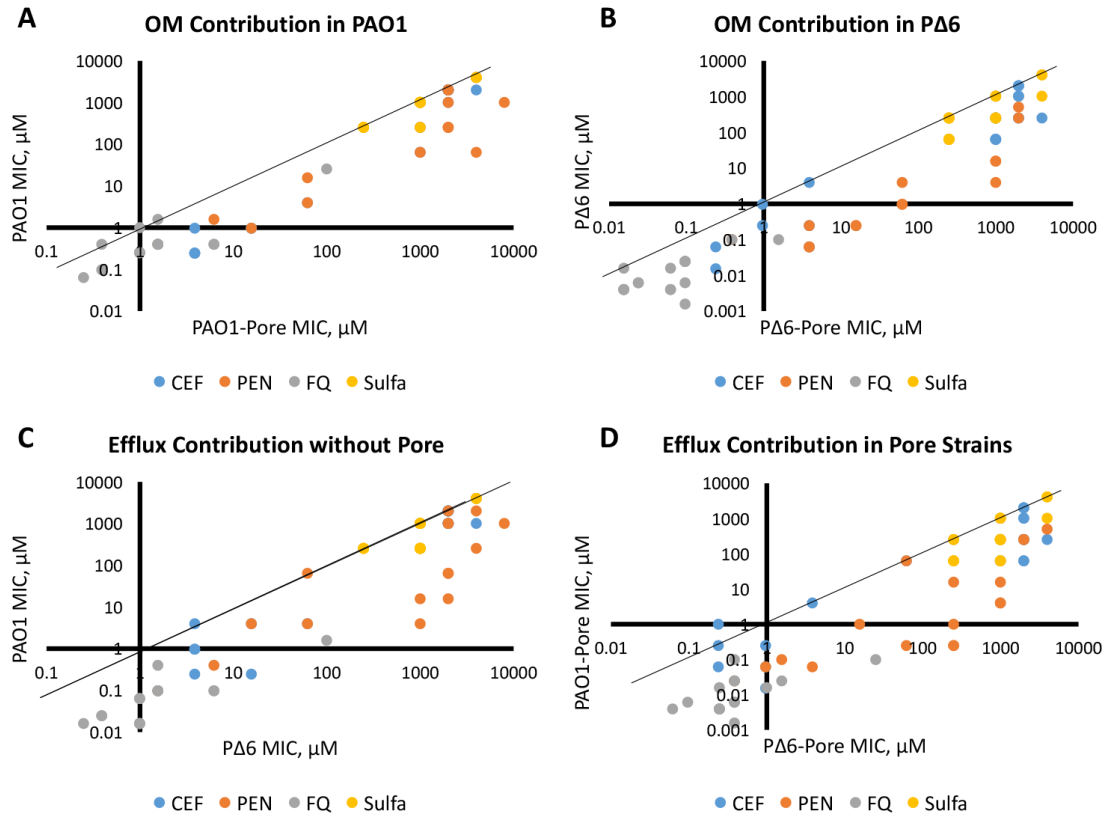 A
OM Contribution in PAO1
10000
1000
100
10
1
0.1
0.01
0.1
1
10
100
1000
10000
PAO1 MIC, µM
PAO1-Pore MIC, µM
CEF PEN FQ Sulfa
B
OM Contribution in PΔ6
10000
1000
100
10
1
0.1
0.01
0.001
0.01
0.1
1
10
100
1000
10000
PΔ6 MIC, µM
PΔ6-Pore MIC, µM
CEF PEN FQ Sulfa
C
Efflux Contribution without Pore
10000
1000
100
10
1
0.1
0.01
0.1
1
10
100
1000
10000
PAO1 MIC, µM
PΔ6 MIC, µM
CEF PEN FQ Sulfa
D
Efflux Contribution in Pore Strains
10000
1000
100
10
1
0.1
0.01
0.001
0.01
0.1
1
10
100
1000
10000
PAO1-Pore MIC, µM
PΔ6-Pore MIC, µM
CEF PEN FQ Sulfa